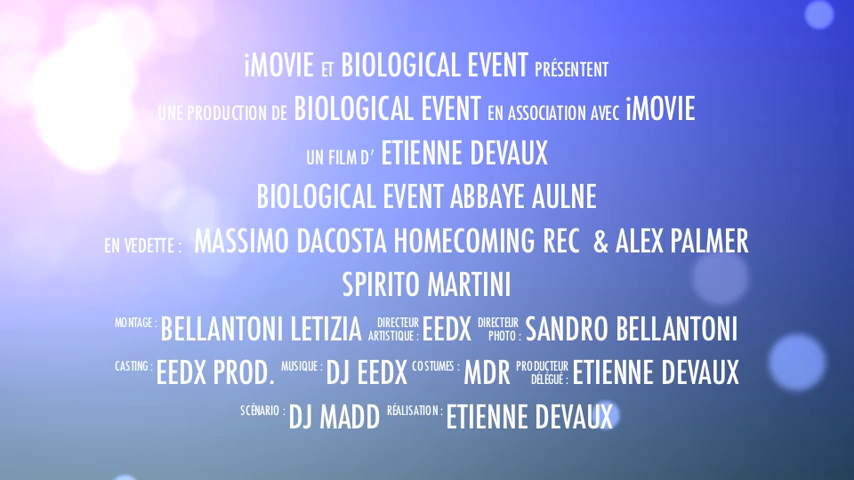 iMOVIE ET BIOLOGICAL EVENT PRÉSENTENT
UNE PRODUCTION DE BIOLOGICAL EVENT EN ASSOCIATION AVEC iMOVIE
UN FILM D’ ETIENNE DEVAUX
BIOLOGICAL EVENT ABBAYE AULNE
EN VEDETTE : MASSIMO DACOSTA HOMECOMING REC & ALEX PALMER
SPIRITO MARTINI
MONTAGE : BELLANTONI LETIZIA DIRECTEUR ARTISTIQUE : EEDX DIRECTEUR PHOTO : SANDRO BELLANTONI
CASTING : EEDX PROD. MUSIQUE : DJ EEDX COSTUMES : MDR PRODUCTEUR DÉLÉGUÉ : ETIENNE DEVAUX
SCÉNARIO : DJ MADD RÉALISATION : ETIENNE DEVAUX